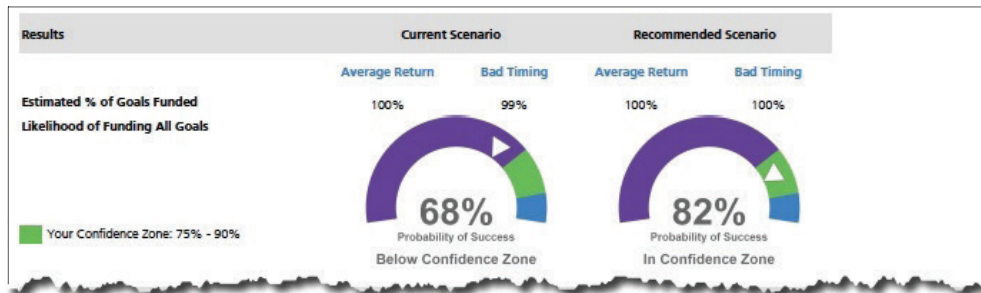 Results Current Scenario Recommended Scenario
Average Return Bad Timing Average Return Bad Timing
Estimated % of Goals Funded 100% 99% 100% 100%
Likelihood of Funding All Goals
68% 82%
Your Confidence Zone: 75% - 90% Probability of Success Probability of Success
Below Confidence Zone In Confidence Zone